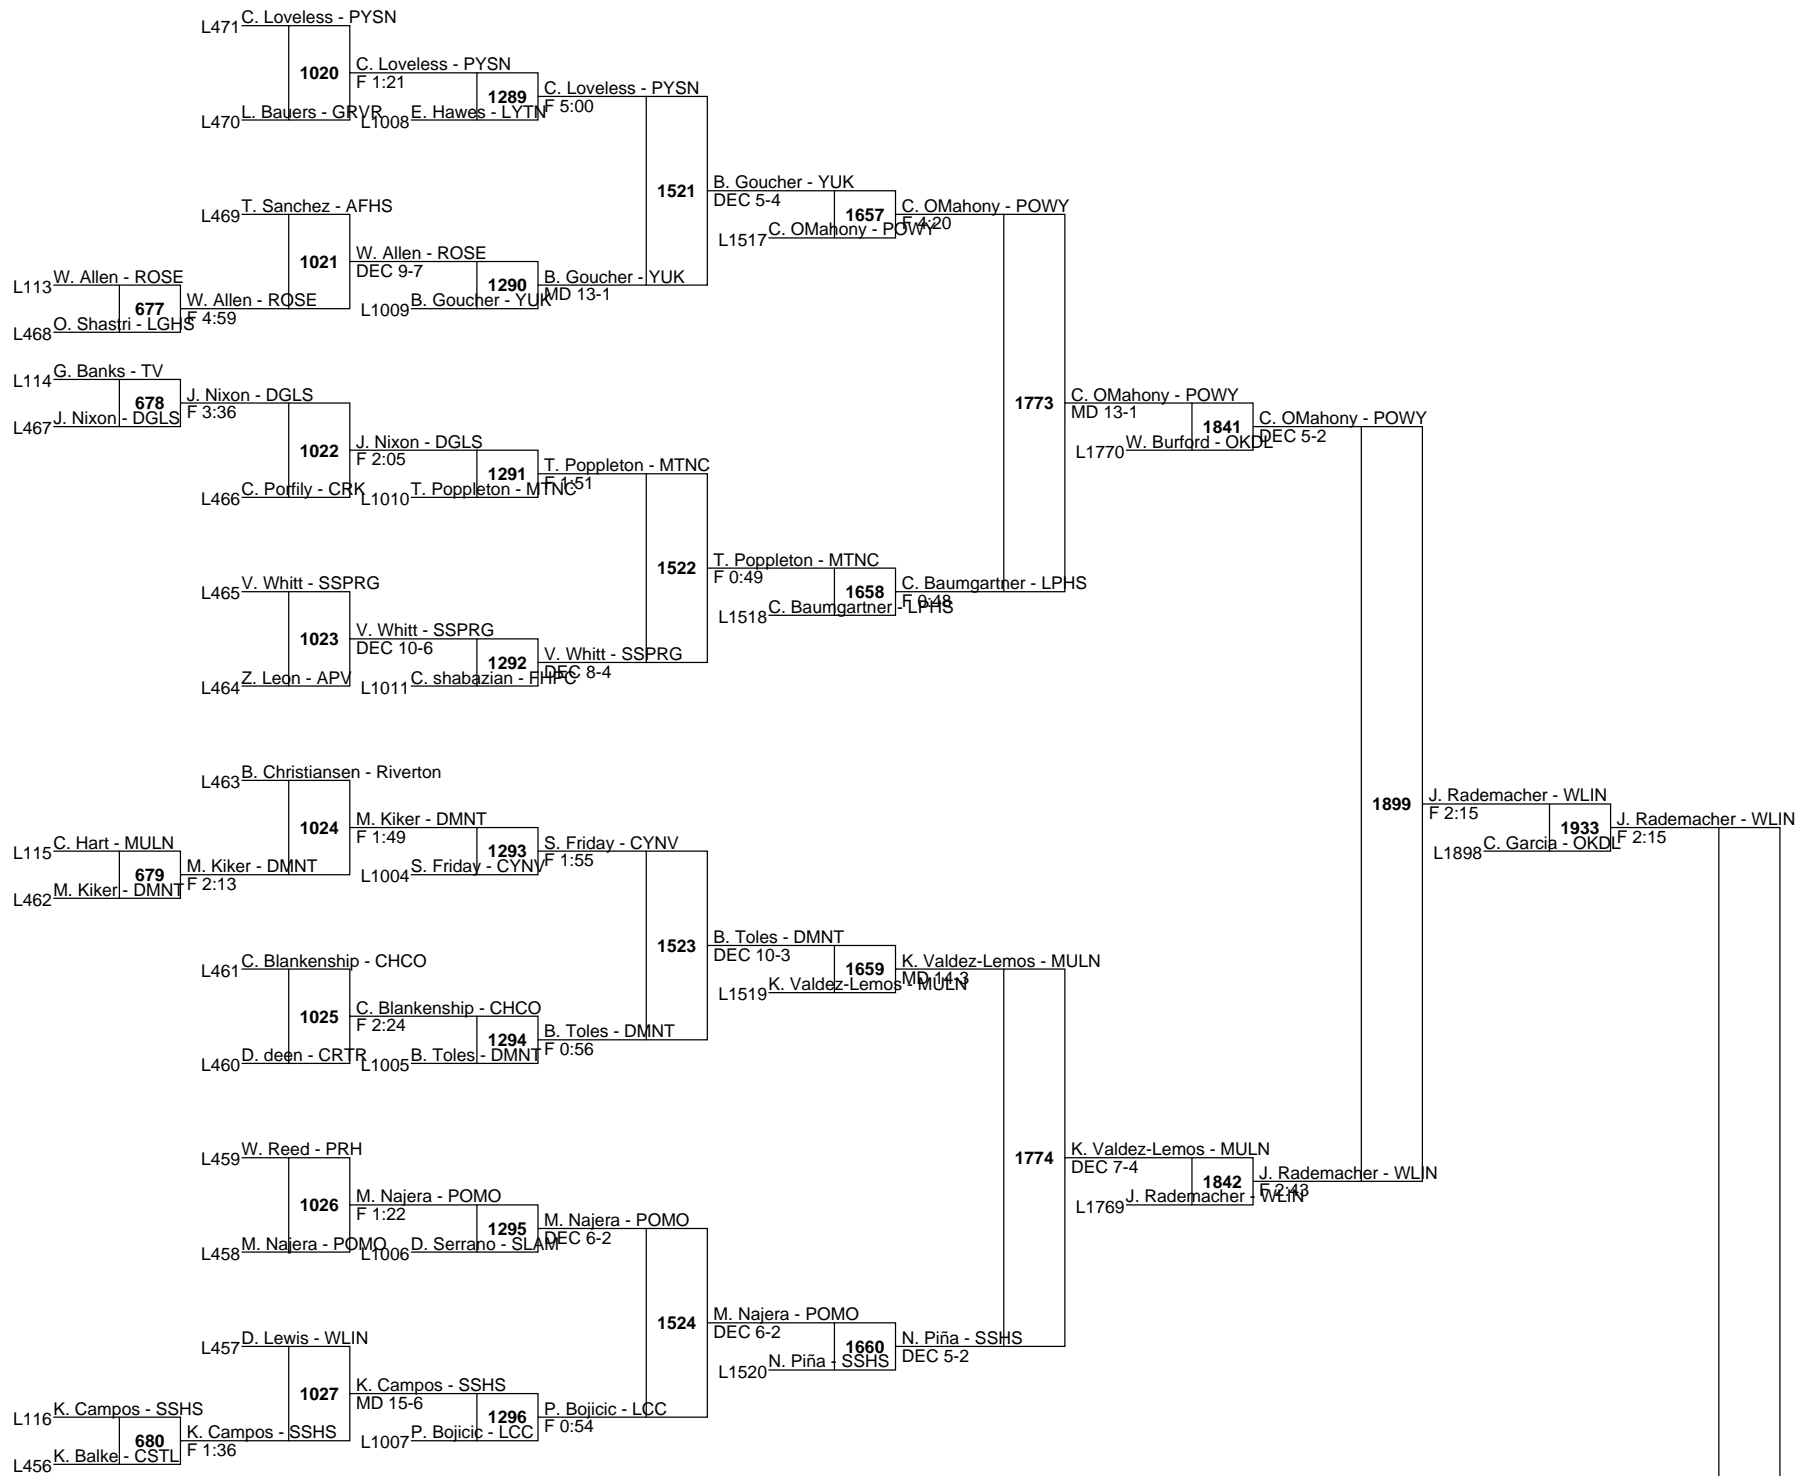 L471 C. Loveless - PYSN
1020
C. Loveless - PYSN
F 1:21
L470 L. Bauers - GRVR
1289
L1008 E. Hawes - LYTN
C. Loveless - PYSN
F 5:00
1521
B. Goucher - YUK
DEC 5-4
L469 T. Sanchez - AFHS
1657
L1517 C. OMahony - POWY
C. OMahony - POWY
F 4:20
1021
W. Allen - ROSE
DEC 9-7
L113 W. Allen - ROSE
677
L468 O. Shastri - LGHS
W. Allen - ROSE
F 4:59
1290
L1009 B. Goucher - YUK
B. Goucher - YUK
MD 13-1
L114 G. Banks - TV
678
L467 J. Nixon - DGLS
J. Nixon - DGLS
F 3:36
1022
J. Nixon - DGLS
F 2:05
L466 C. Porfily - CRK
1291
L1010 T. Poppleton - MTNC
T. Poppleton - MTNC
F 1:51
1773
C. OMahony - POWY
MD 13-1
1841
L1770 W. Burford - OKDL
C. OMahony - POWY
DEC 5-2
1522
T. Poppleton - MTNC
F 0:49
1658
L1518 C. Baumgartner - LPHS
C. Baumgartner - LPHS
F 0:48
L465 V. Whitt - SSPRG
1023
V. Whitt - SSPRG
DEC 10-6
L464 Z. Leon - APV
1292
L1011 C. shabazian - FHPC
V. Whitt - SSPRG
DEC 8-4
L463 B. Christiansen - Riverton
1024
M. Kiker - DMNT
F 1:49
L115 C. Hart - MULN
679
L462 M. Kiker - DMNT
M. Kiker - DMNT
F 2:13
1293
L1004 S. Friday - CYNV
S. Friday - CYNV
F 1:55
1899
J. Rademacher - WLIN
F 2:15
1933
L1898 C. Garcia - OKDL
J. Rademacher - WLIN
F 2:15
1523
B. Toles - DMNT
DEC 10-3
1659
L1519 K. Valdez-Lemos - MULN
K. Valdez-Lemos - MULN
MD 14-3
L461 C. Blankenship - CHCO
1025
C. Blankenship - CHCO
F 2:24
L460 D. deen - CRTR
1294
L1005 B. Toles - DMNT
B. Toles - DMNT
F 0:56
L459 W. Reed - PRH
1026
M. Najera - POMO
F 1:22
L458 M. Najera - POMO
1295
L1006 D. Serrano - SLAM
M. Najera - POMO
DEC 6-2
1774
K. Valdez-Lemos - MULN
DEC 7-4
1842
L1769 J. Rademacher - WLIN
J. Rademacher - WLIN
F 2:43
1524
M. Najera - POMO
DEC 6-2
1660
L1520 N. Piña - SSHS
N. Piña - SSHS
DEC 5-2
L457 D. Lewis - WLIN
1027
K. Campos - SSHS
MD 15-6
L116 K. Campos - SSHS
680
L456 K. Balke - CSTL
K. Campos - SSHS
F 1:36
1296
L1007 P. Bojicic - LCC
P. Bojicic - LCC
F 0:54